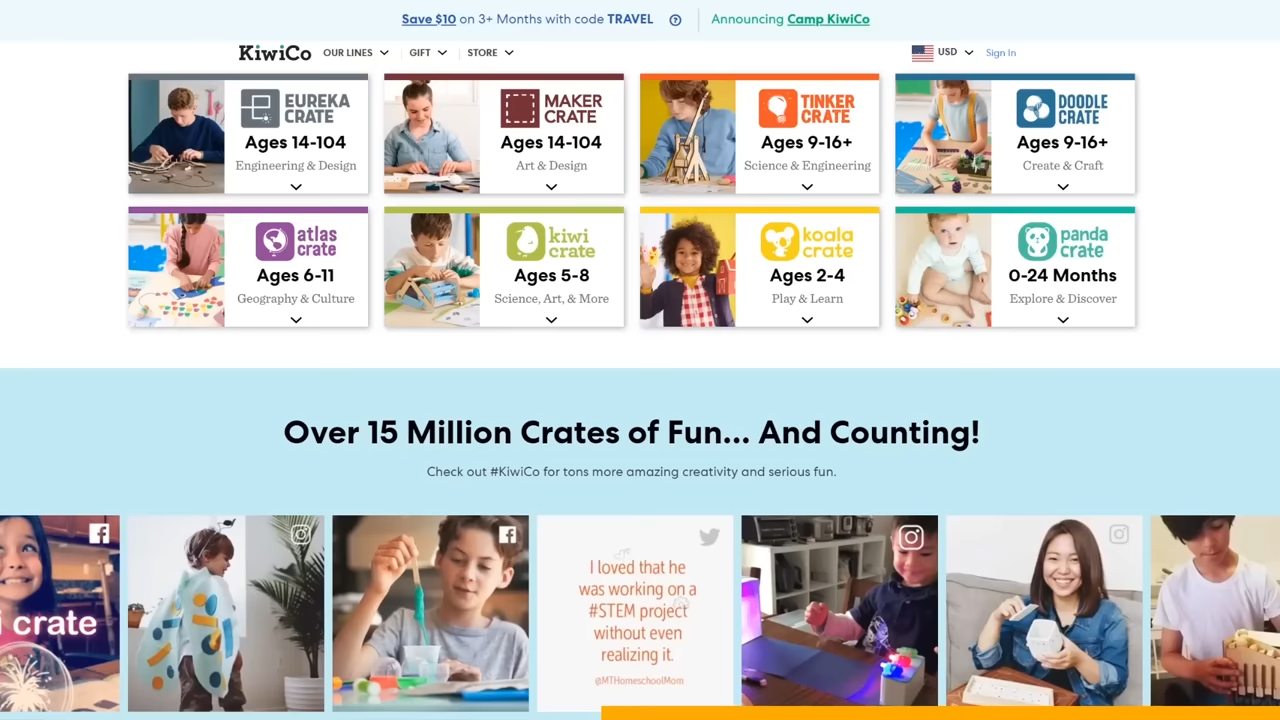 Save $10 on 3+ Months with code TRAVEL ? Announcing Camp KiwiCo
KiwiCo OUR LINES GIFT STORE USD Sign In
EUREKA CRATE
Ages 14-104
Engineering & Design
MAKER CRATE
Ages 14-104
Art & Design
TINKER CRATE
Ages 9-16+
Science & Engineering
DOODLE CRATE
Ages 9-16+
Create & Craft
atlas crate
Ages 6-11
Geography & Culture
kiwi crate
Ages 5-8
Science, Art, & More
koala crate
Ages 2-4
Play & Learn
panda crate
0-24 Months
Explore & Discover
Over 15 Million Crates of Fun... And Counting!
Check out #KiwiCo for tons more amazing creativity and serious fun.
i crate
I loved that he
was working on a
#STEM project
without even
realizing it.
@MTHomeschoolMom